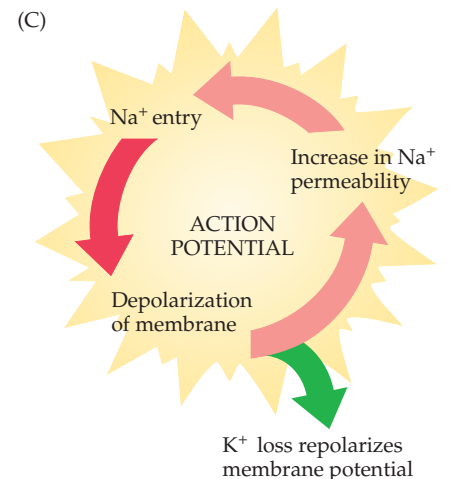 (C)
Na⁺ entry
Increase in Na⁺
permeability
ACTION
POTENTIAL
Depolarization
of membrane
K⁺ loss repolarizes
membrane potential